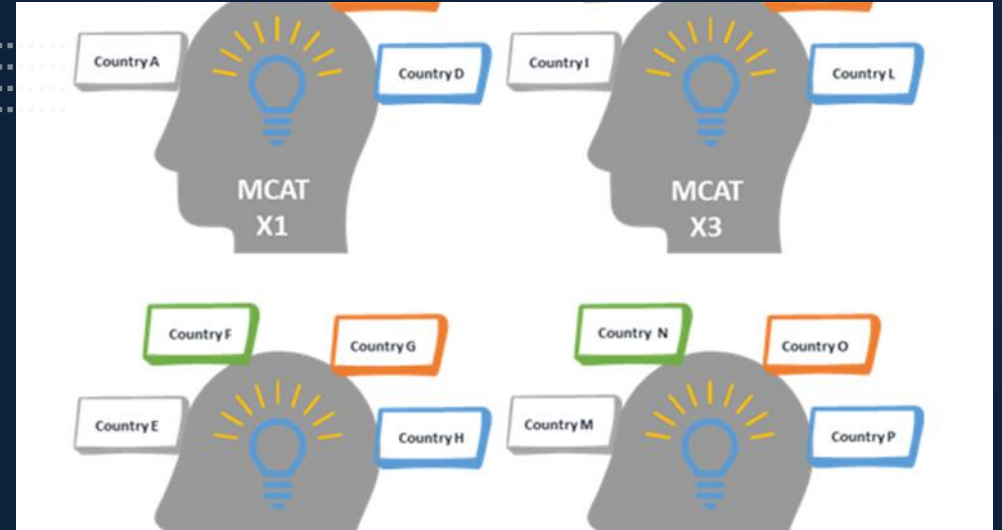 Country A
Country D
MCAT
X1
Country I
Country L
MCAT
X3
Country F
Country G
Country E
Country H
Country N
Country O
Country M
Country P